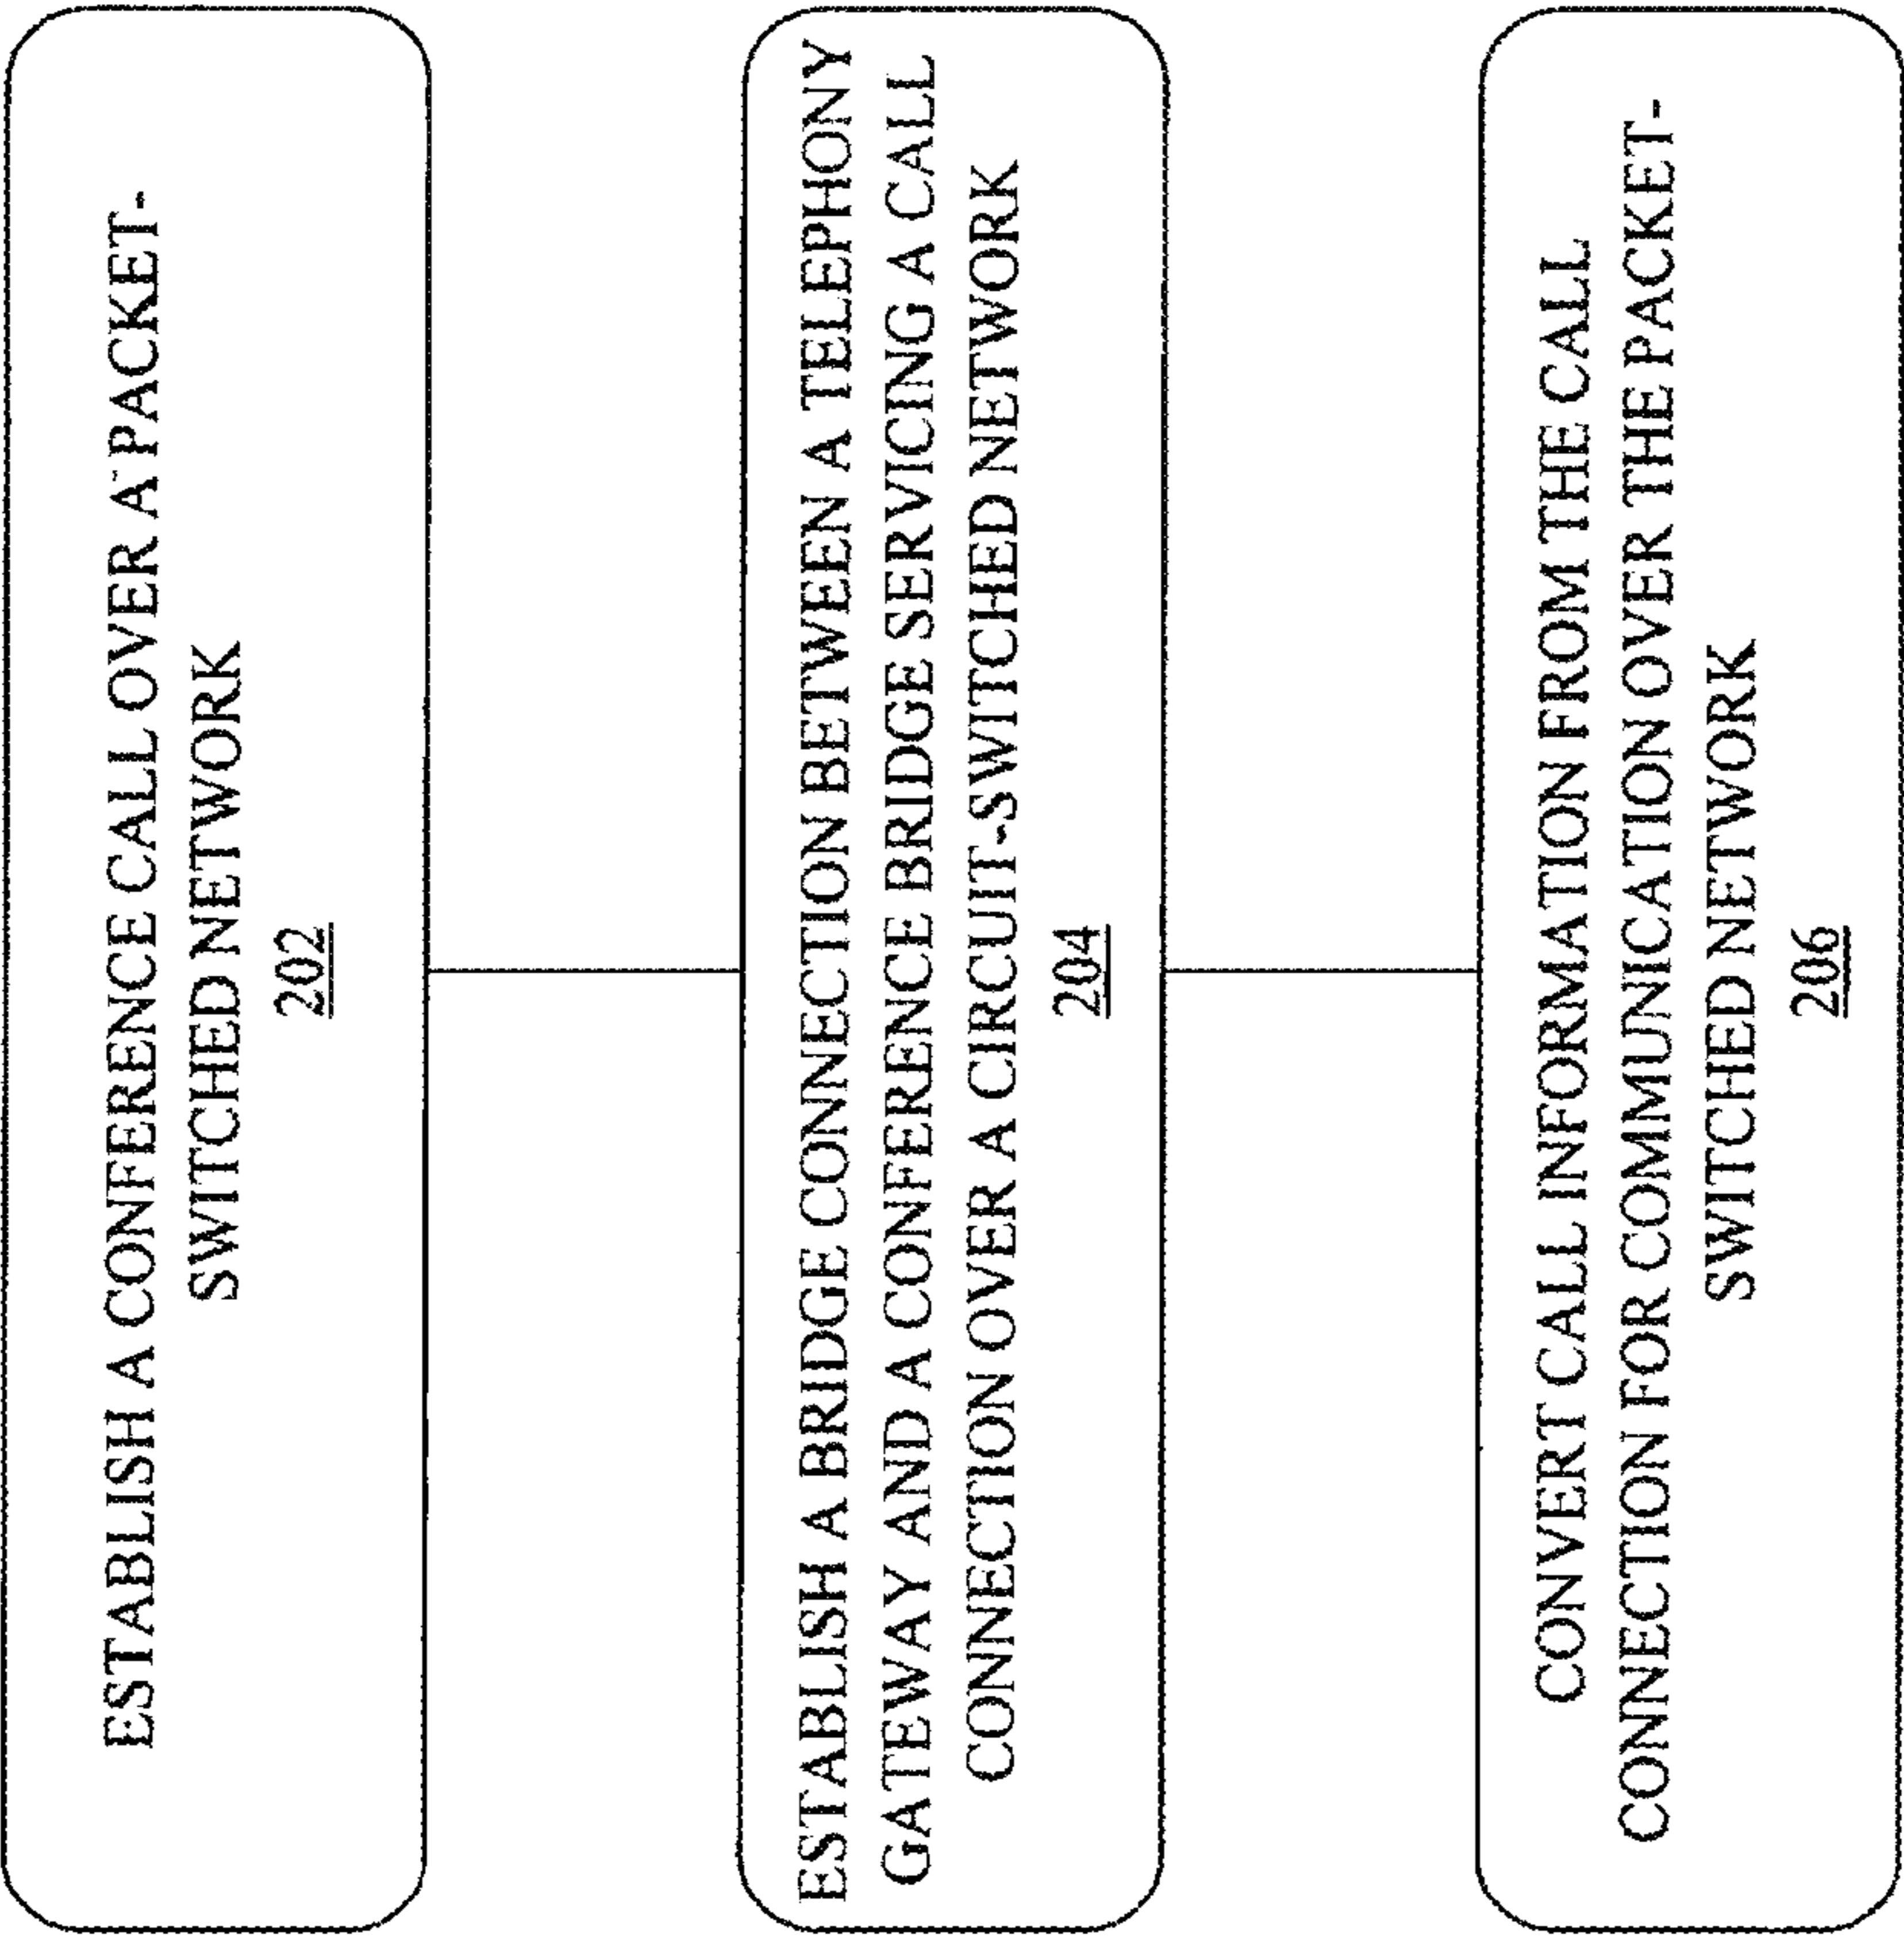 ESTABLISH A CONFERENCE CALL OVER A PACKET-
SWITCHED NETWORK
202
ESTABLISH A BRIDGE CONNECTION BETWEEN A TELEPHONY
GATEWAY AND A CONFERENCE BRIDGE SERVICING A CALL
CONNECTION OVER A CIRCUIT-SWITCHED NETWORK
204
CONVERT CALL INFORMATION FROM THE CALL
CONNECTION FOR COMMUNICATION OVER THE PACKET-
SWITCHED NETWORK
206